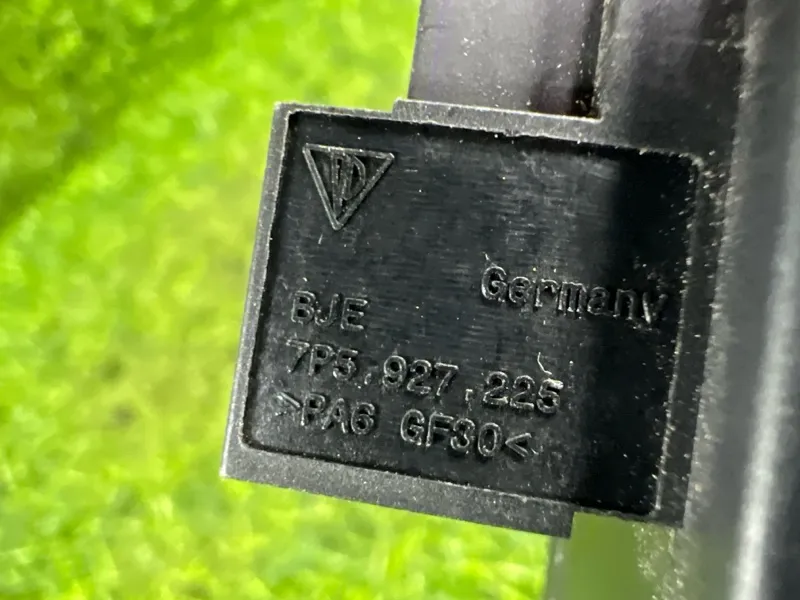 Germany
BJE
7P5.927.225
>PA6 GF30<